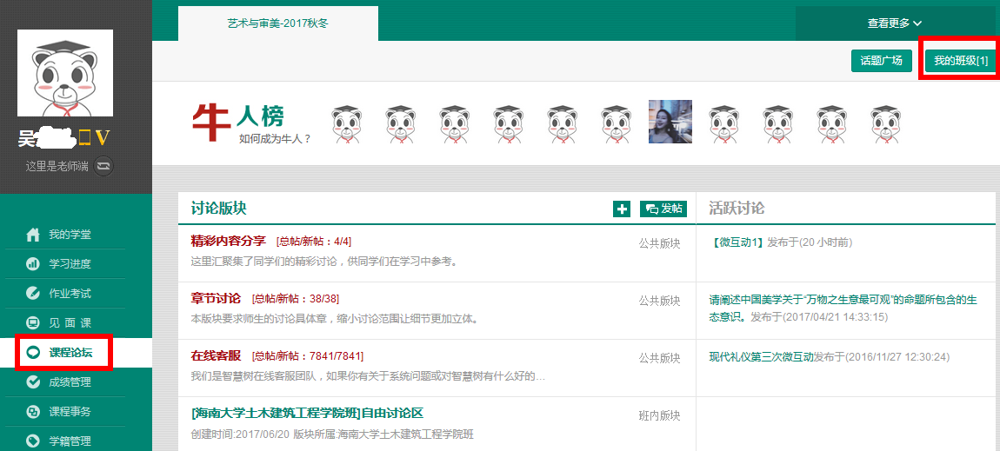 艺术与审美-2017秋冬
查看更多
话题广场
我的班级[1]
吴
V
这里是老师端
牛人榜
如何成为牛人？
我的学堂
学习进度
作业考试
见 面 课
课程论坛
成绩管理
课程事务
学籍管理
讨论版块
发帖
精彩内容分享 [总帖/新帖：4/4]
公共版块
这里汇聚了同学们的精彩讨论，供同学们在学习中参考。
章节讨论 [总帖/新帖：38/38]
公共版块
本版块要求师生的讨论具体章，缩小讨论范围让细节更加立体。
在线客服 [总帖/新帖：7841/7841]
公共版块
我们是智慧树在线客服团队，如果你有关于系统问题或对智慧树有什么好的…
[海南大学土木建筑工程学院班]自由讨论区
班内版块
创建时间:2017/06/20 版块所属:海南大学土木建筑工程学院班
活跃讨论
【微互动1】发布于(20 小时前)
请阐述中国美学关于“万物之生意最可观”的命题所包含的生
态意识。发布于(2017/04/21 14:33:15)
现代礼仪第三次微互动发布于(2016/11/27 12:30:24)